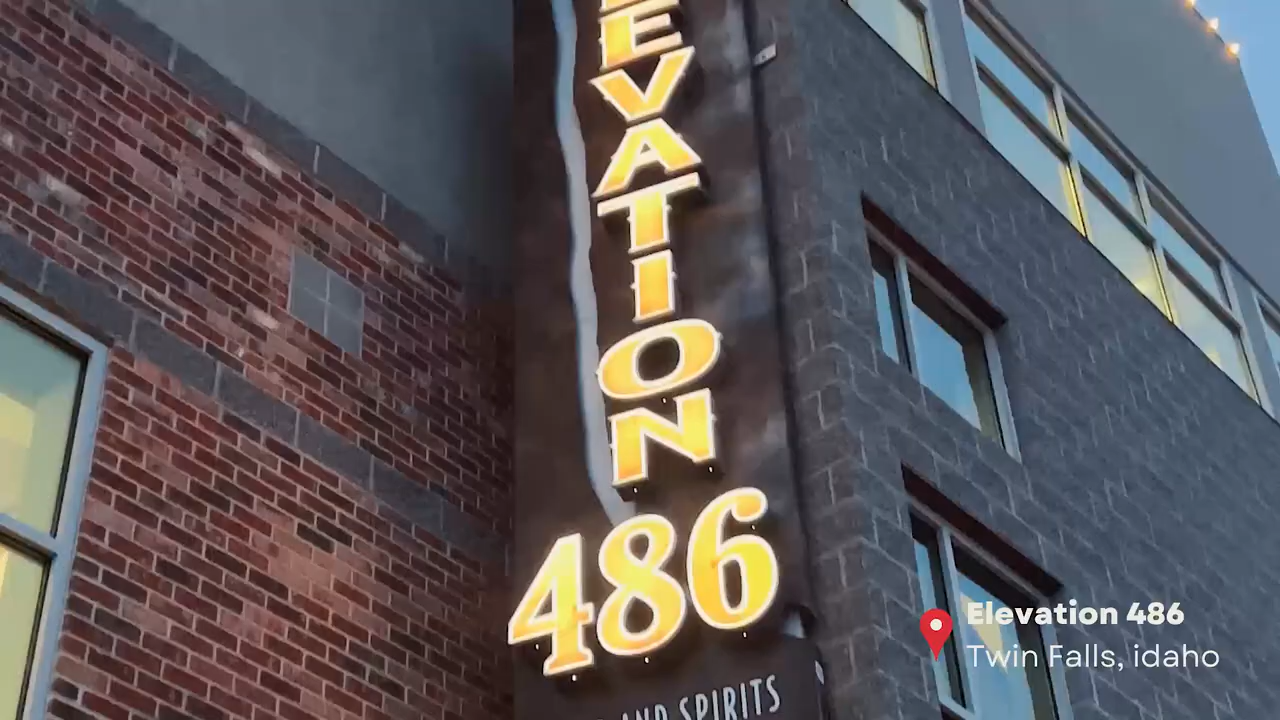 EVATION
486
AND SPIRITS
Elevation 486
Twin Falls, idaho